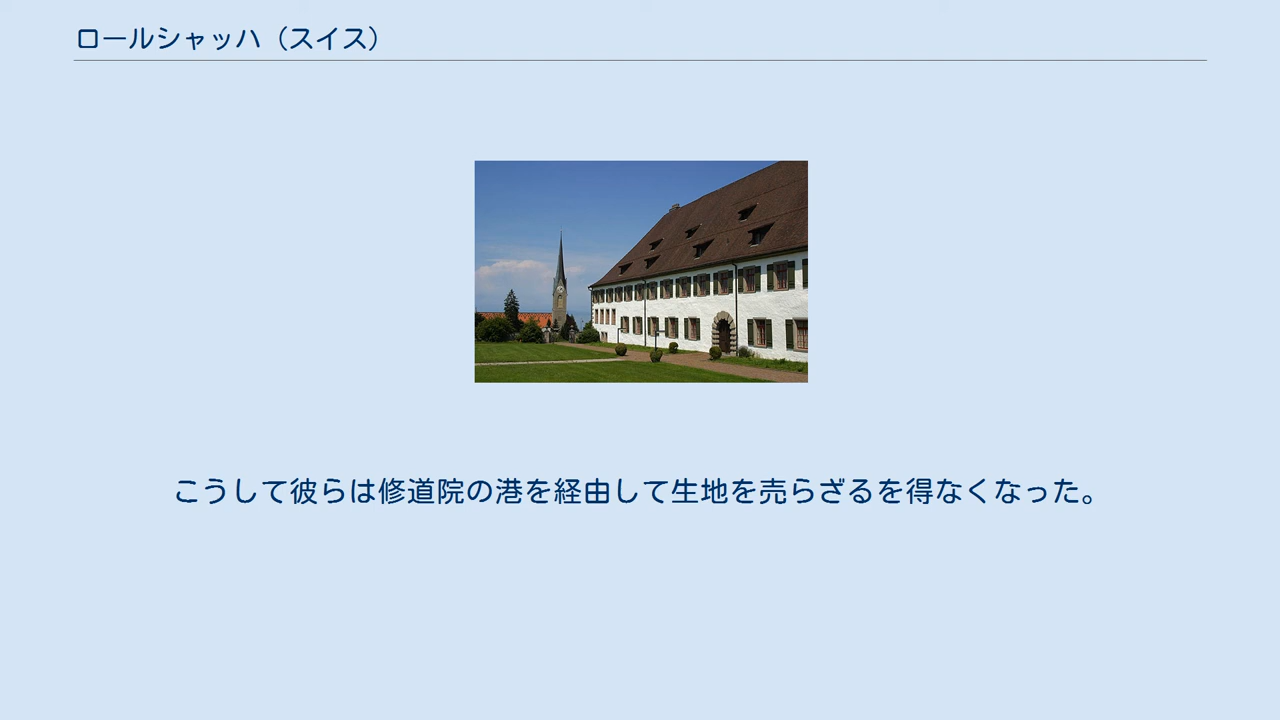 ロールシャッハ（スイス）
こうして彼らは修道院の港を経由して生地を売らざるを得なくなった。